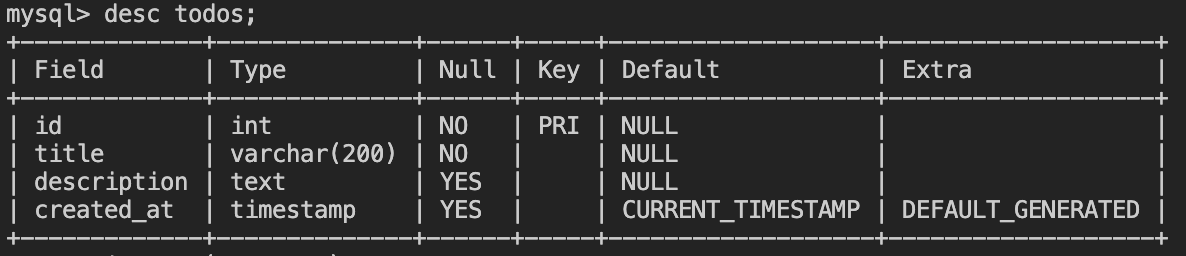 mysql> desc todos;
+-------------+--------------+------+-----+-------------------+-------------------+
| Field       | Type         | Null | Key | Default           | Extra             |
+-------------+--------------+------+-----+-------------------+-------------------+
| id          | int          | NO   | PRI | NULL              |                   |
| title       | varchar(200) | NO   |     | NULL              |                   |
| description | text         | YES  |     | NULL              |                   |
| created_at  | timestamp    | YES  |     | CURRENT_TIMESTAMP | DEFAULT_GENERATED |
+-------------+--------------+------+-----+-------------------+-------------------+